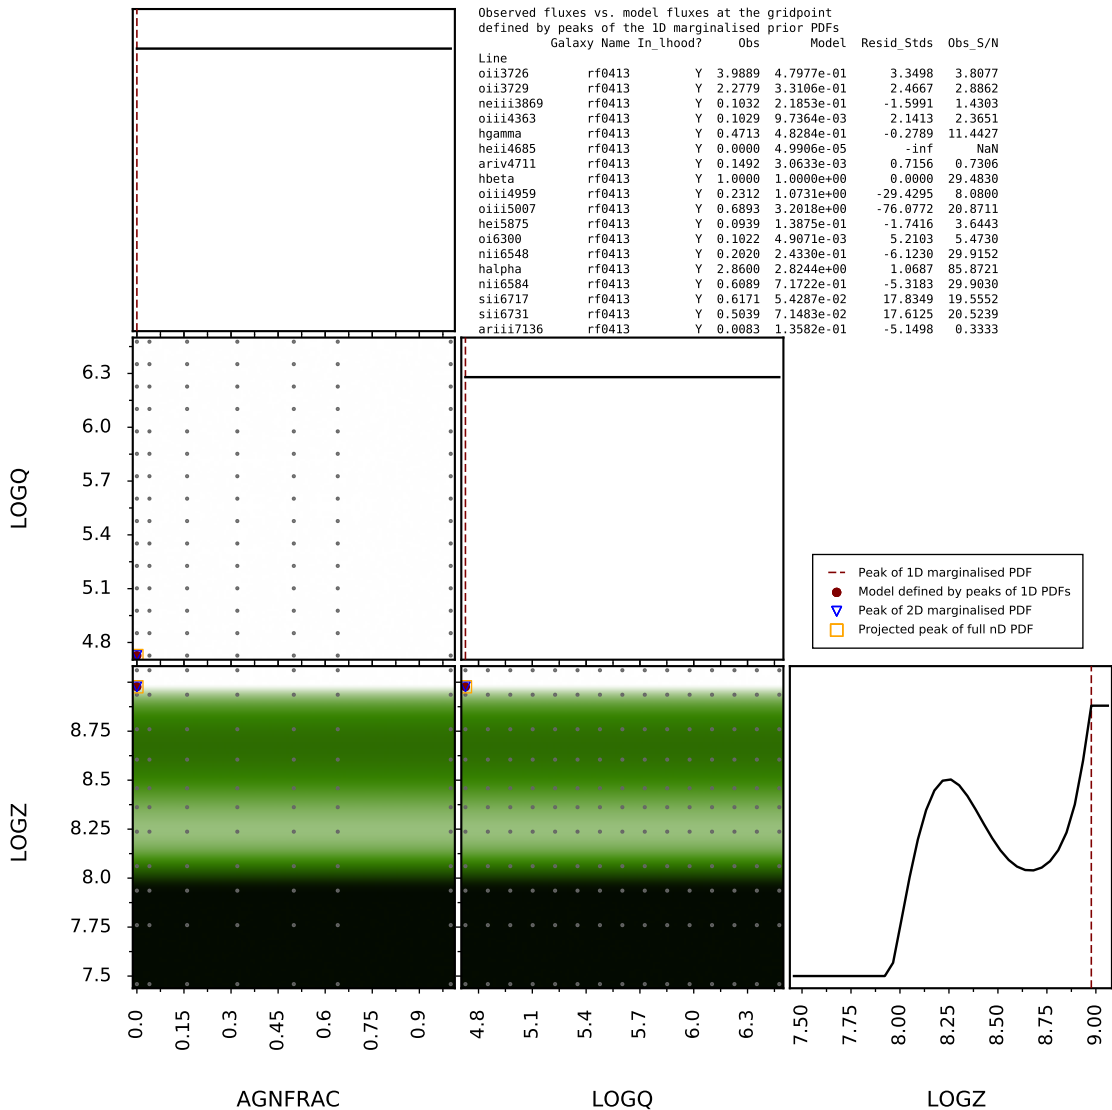 Observed fluxes vs. model fluxes at the gridpoint
defined by peaks of the 1D marginalised prior PDFs
Galaxy Name In_lhood? Obs Model Resid_Stds Obs_S/N
Line
oii3726 rf0413 Y 3.9889 4.7977e-01 3.3498 3.8077
oii3729 rf0413 Y 2.2779 3.3106e-01 2.4667 2.8862
neiii3869 rf0413 Y 0.1032 2.1853e-01 -1.5991 1.4303
oiii4363 rf0413 Y 0.1029 9.7364e-03 2.1413 2.3651
hgamma rf0413 Y 0.4713 4.8284e-01 -0.2789 11.4427
heii4685 rf0413 Y 0.0000 4.9906e-05 -inf NaN
ariv4711 rf0413 Y 0.1492 3.0633e-03 0.7156 0.7306
hbeta rf0413 Y 1.0000 1.0000e+00 0.0000 29.4830
oiii4959 rf0413 Y 0.2312 1.0731e+00 -29.4295 8.0800
oiii5007 rf0413 Y 0.6893 3.2018e+00 -76.0772 20.8711
hei5875 rf0413 Y 0.0939 1.3875e-01 -1.7416 3.6443
oi6300 rf0413 Y 0.1022 4.9071e-03 5.2103 5.4730
nii6548 rf0413 Y 0.2020 2.4330e-01 -6.1230 29.9152
halpha rf0413 Y 2.8600 2.8244e+00 1.0687 85.8721
nii6584 rf0413 Y 0.6089 7.1722e-01 -5.3183 29.9030
sii6717 rf0413 Y 0.6171 5.4287e-02 17.8349 19.5552
sii6731 rf0413 Y 0.5039 7.1483e-02 17.6125 20.5239
ariii7136 rf0413 Y 0.0083 1.3582e-01 -5.1498 0.3333
LOGQ
6.3
6.0
5.7
5.4
5.1
4.8
Peak of 1D marginalised PDF
Model defined by peaks of 1D PDFs
Peak of 2D marginalised PDF
Projected peak of full nD PDF
LOGZ
8.75
8.5
8.25
8.0
7.75
7.5
0.0 0.15 0.3 0.45 0.6 0.75 0.9
4.8 5.1 5.4 5.7 6.0 6.3
7.50 7.75 8.00 8.25 8.50 8.75 9.00
AGNFRAC LOGQ LOGZ